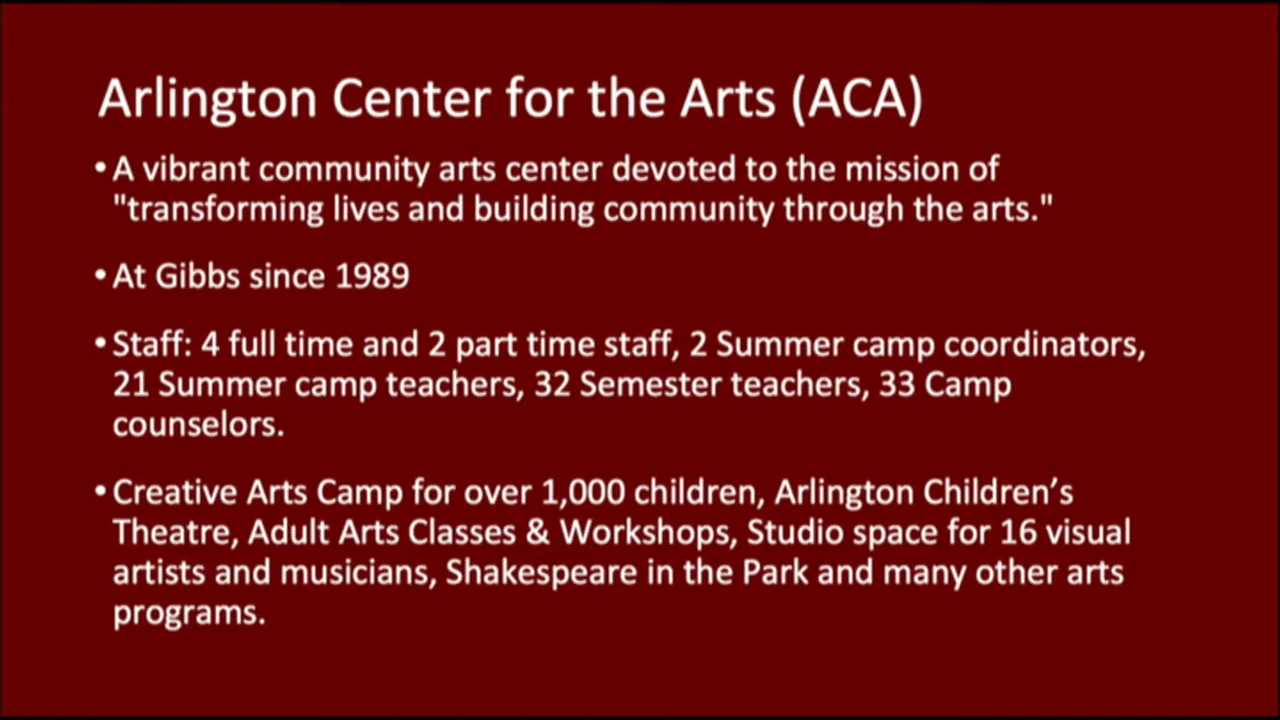 Arlington Center for the Arts (ACA)
•A vibrant community arts center devoted to the mission of
"transforming lives and building community through the arts."
•At Gibbs since 1989
•Staff: 4 full time and 2 part time staff, 2 Summer camp coordinators,
21 Summer camp teachers, 32 Semester teachers, 33 Camp
counselors.
•Creative Arts Camp for over 1,000 children, Arlington Children’s
Theatre, Adult Arts Classes & Workshops, Studio space for 16 visual
artists and musicians, Shakespeare in the Park and many other arts
programs.